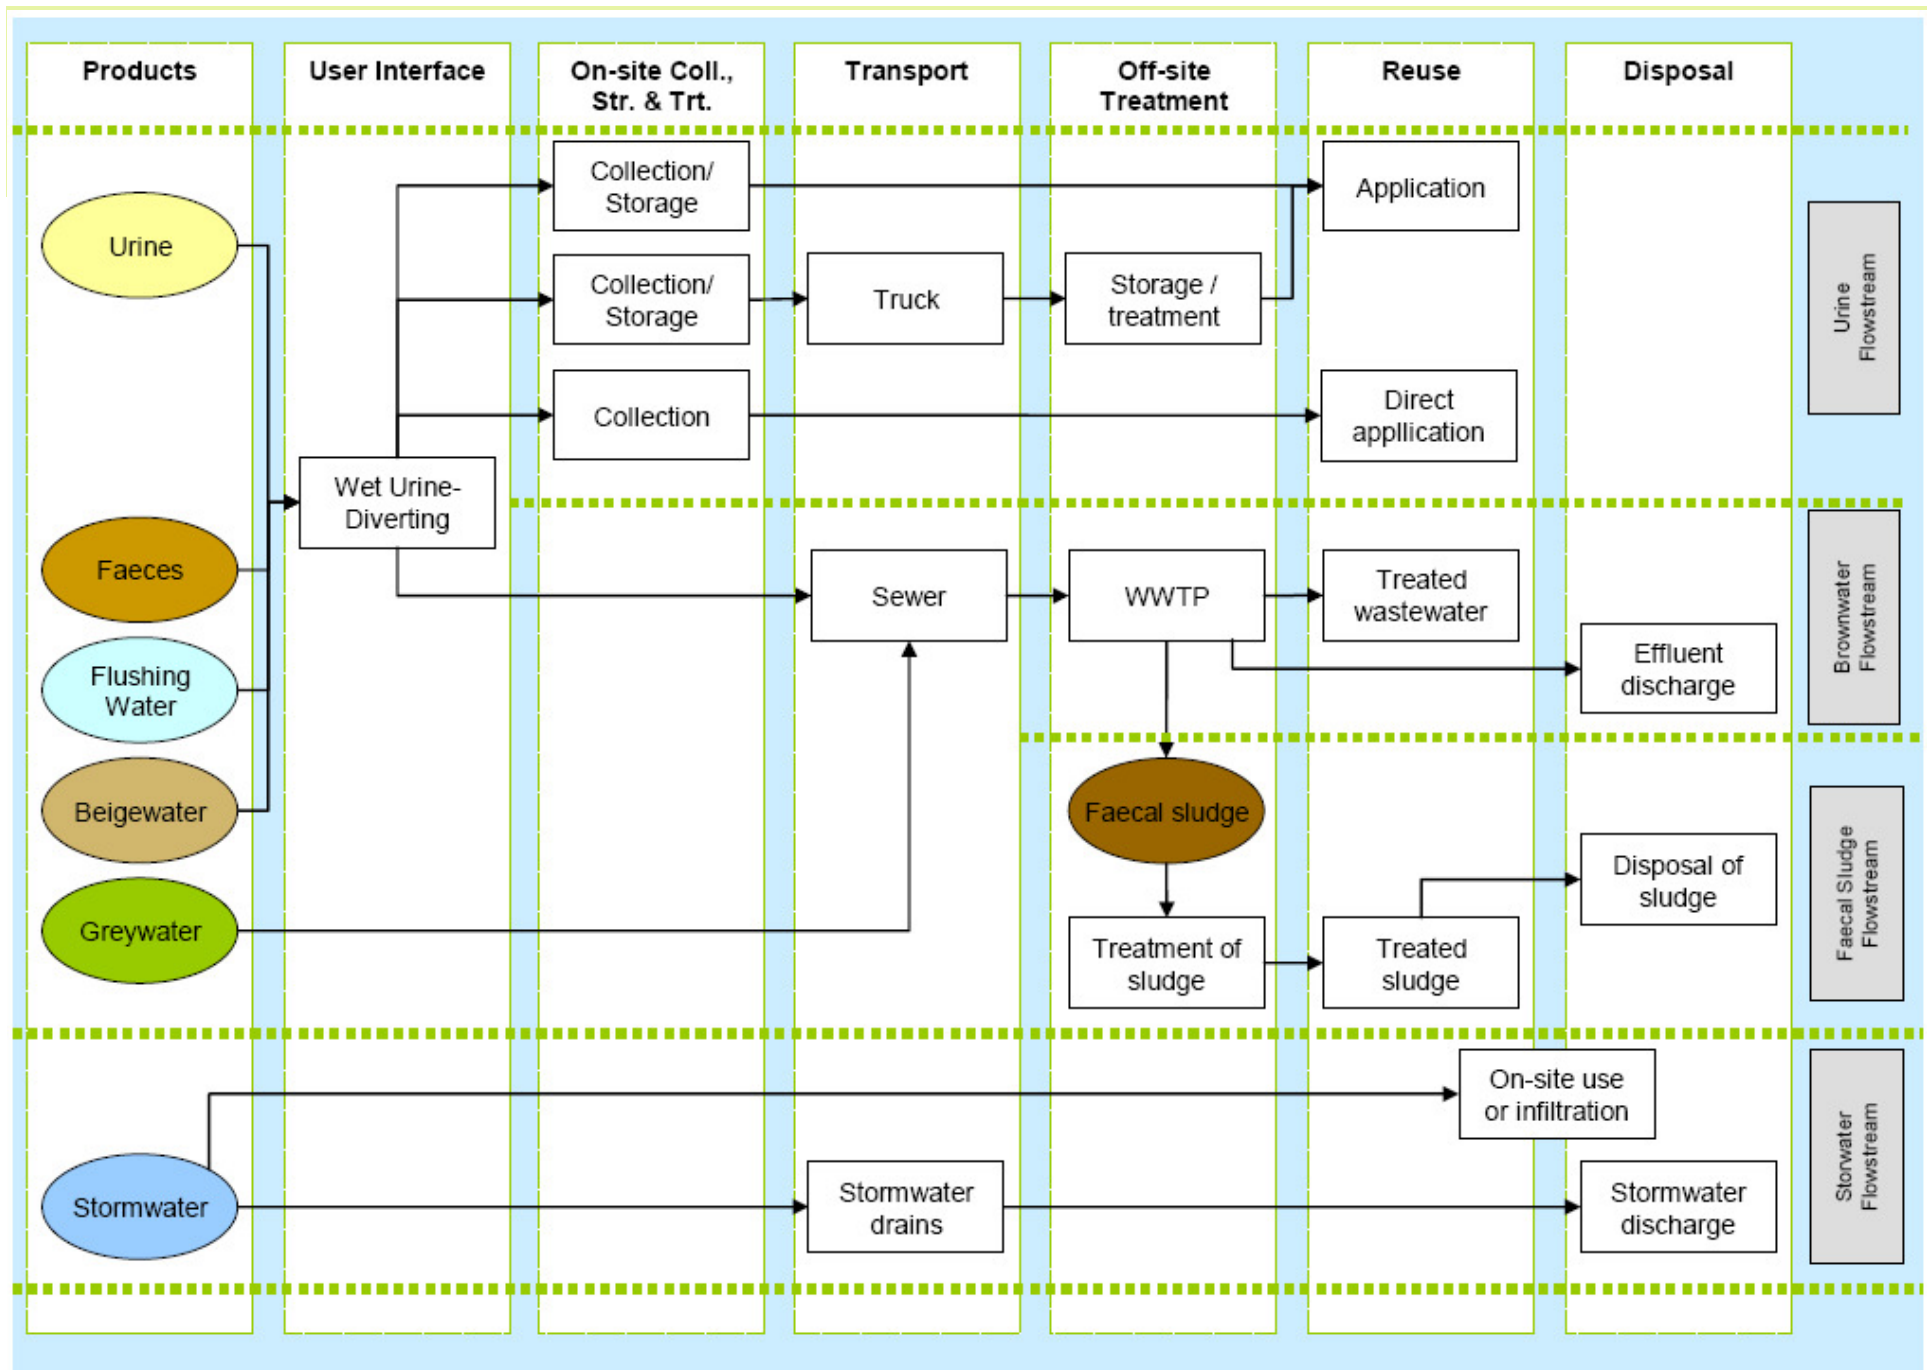 Products
User Interface
On-site Coll.,
Str. & Trt.
Transport
Off-site
Treatment
Reuse
Disposal
Urine
Collection/
Storage
Application
Collection/
Storage
Truck
Storage /
treatment
Collection
Direct
appllication
Urine
Flowstream
Wet Urine-
Diverting
Faeces
Flushing
Water
Beigewater
Greywater
Sewer
WWTP
Treated
wastewater
Effluent
discharge
Brownwater
Flowstream
Faecal sludge
Treatment of
sludge
Treated
sludge
Disposal of
sludge
Faecal Sludge
Flowstream
Stormwater
On-site use
or infiltration
Stormwater
drains
Stormwater
discharge
Storwater
Flowstream